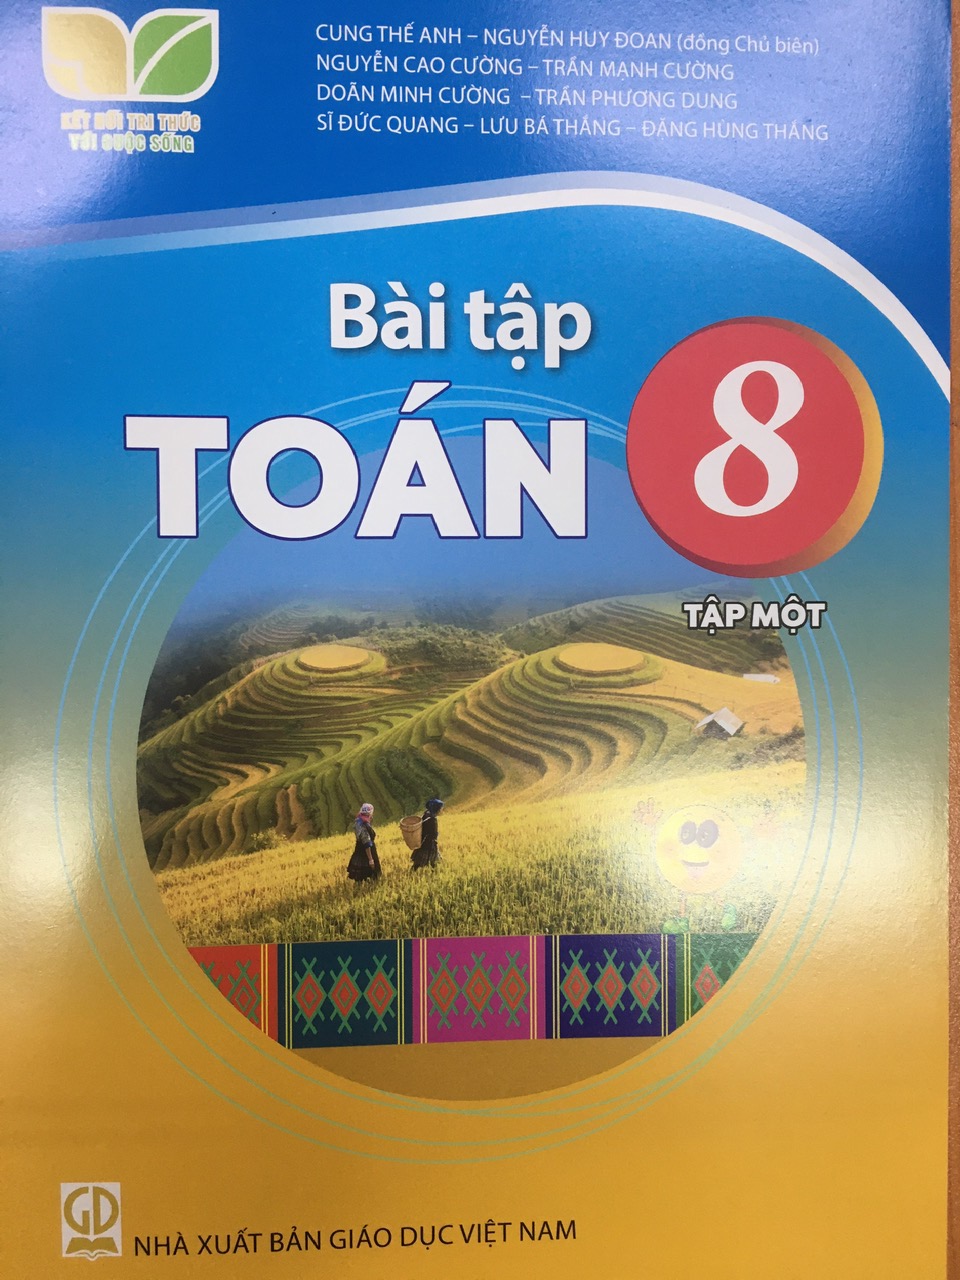 KẾT NỐI TRI THỨC
VỚI CUỘC SỐNG
CUNG THẾ ANH – NGUYỄN HUY ĐOAN (đồng Chủ biên)
NGUYỄN CAO CƯỜNG – TRẦN MẠNH CƯỜNG
DOÃN MINH CƯỜNG – TRẦN PHƯƠNG DUNG
SĨ ĐỨC QUANG – LƯU BÁ THẮNG – ĐẶNG HÙNG THẮNG
Bài tập
TOÁN 8
TẬP MỘT
GD
NHÀ XUẤT BẢN GIÁO DỤC VIỆT NAM